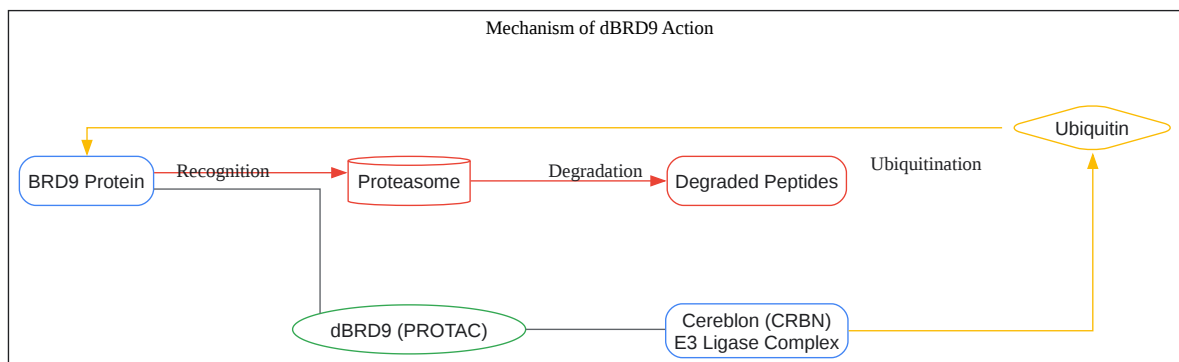 Mechanism of dBRD9 Action
Ubiquitin
BRD9 Protein
Recognition
Proteasome
Degradation
Degraded Peptides
Ubiquitination
dBRD9 (PROTAC)
Cereblon (CRBN)
E3 Ligase Complex